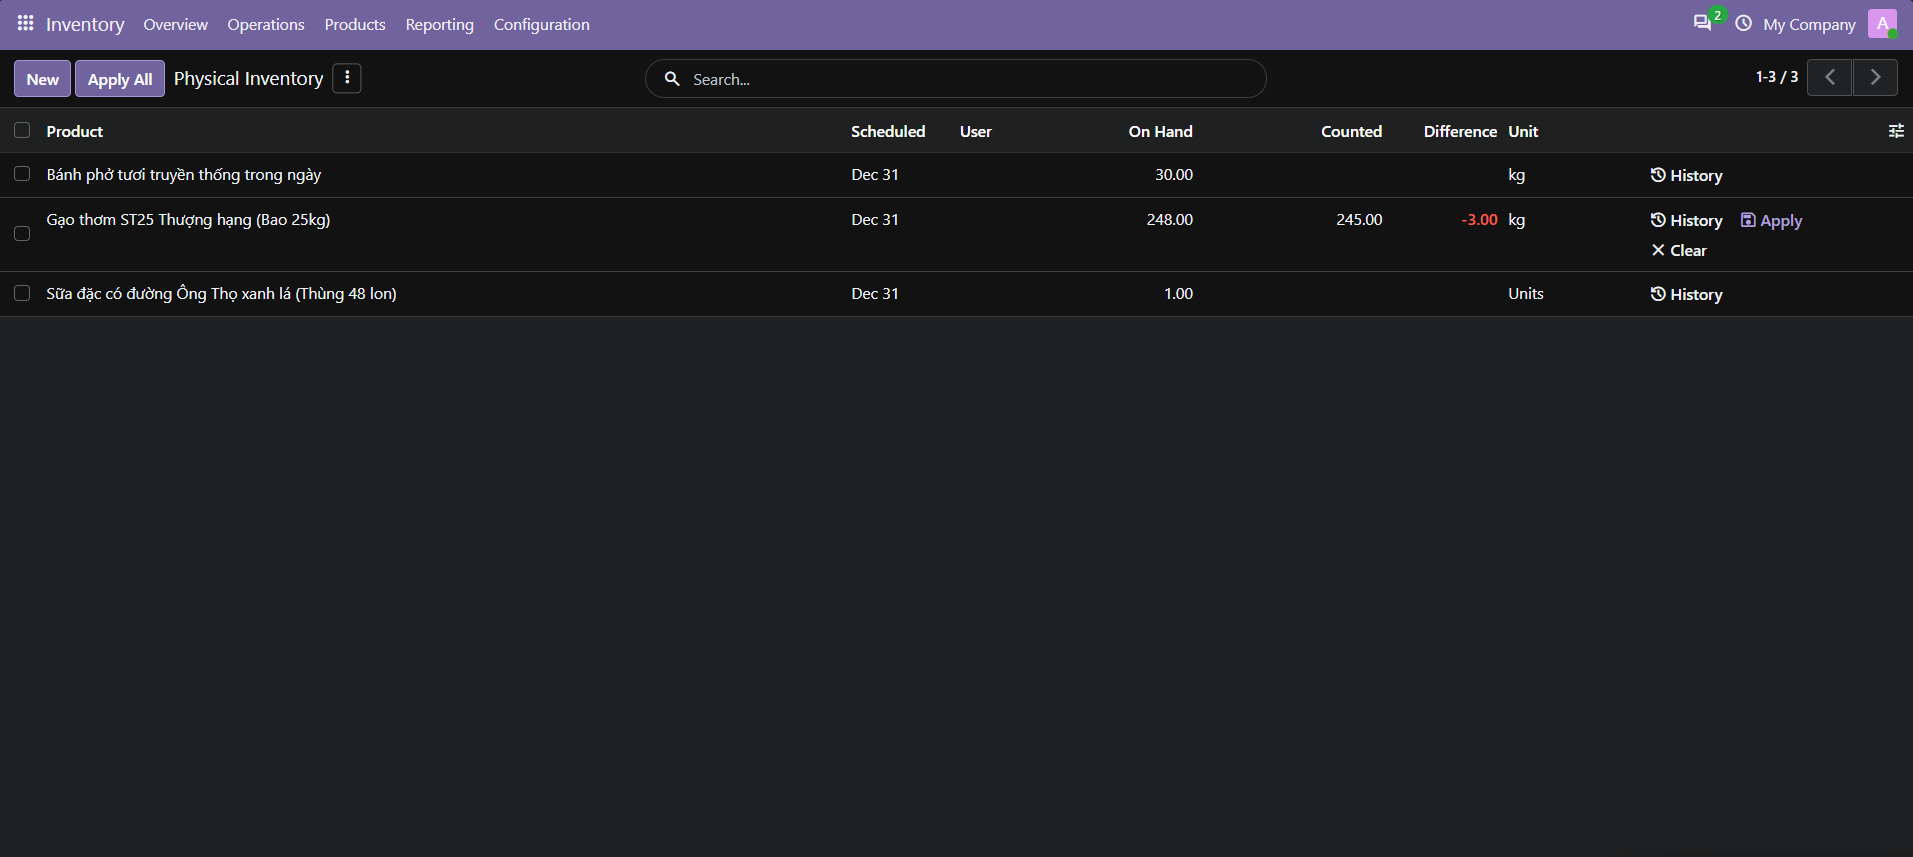 Inventory Overview Operations Products Reporting Configuration 2 My Company A
New Apply All Physical Inventory Search... 1-3 / 3
Product Scheduled User On Hand Counted Difference Unit
Bánh phở tươi truyền thống trong ngày Dec 31 30.00 kg History
Gạo thơm ST25 Thượng hạng (Bao 25kg) Dec 31 248.00 245.00 -3.00 kg History Apply
Clear
Sữa đặc có đường Ông Thọ xanh lá (Thùng 48 lon) Dec 31 1.00 Units History